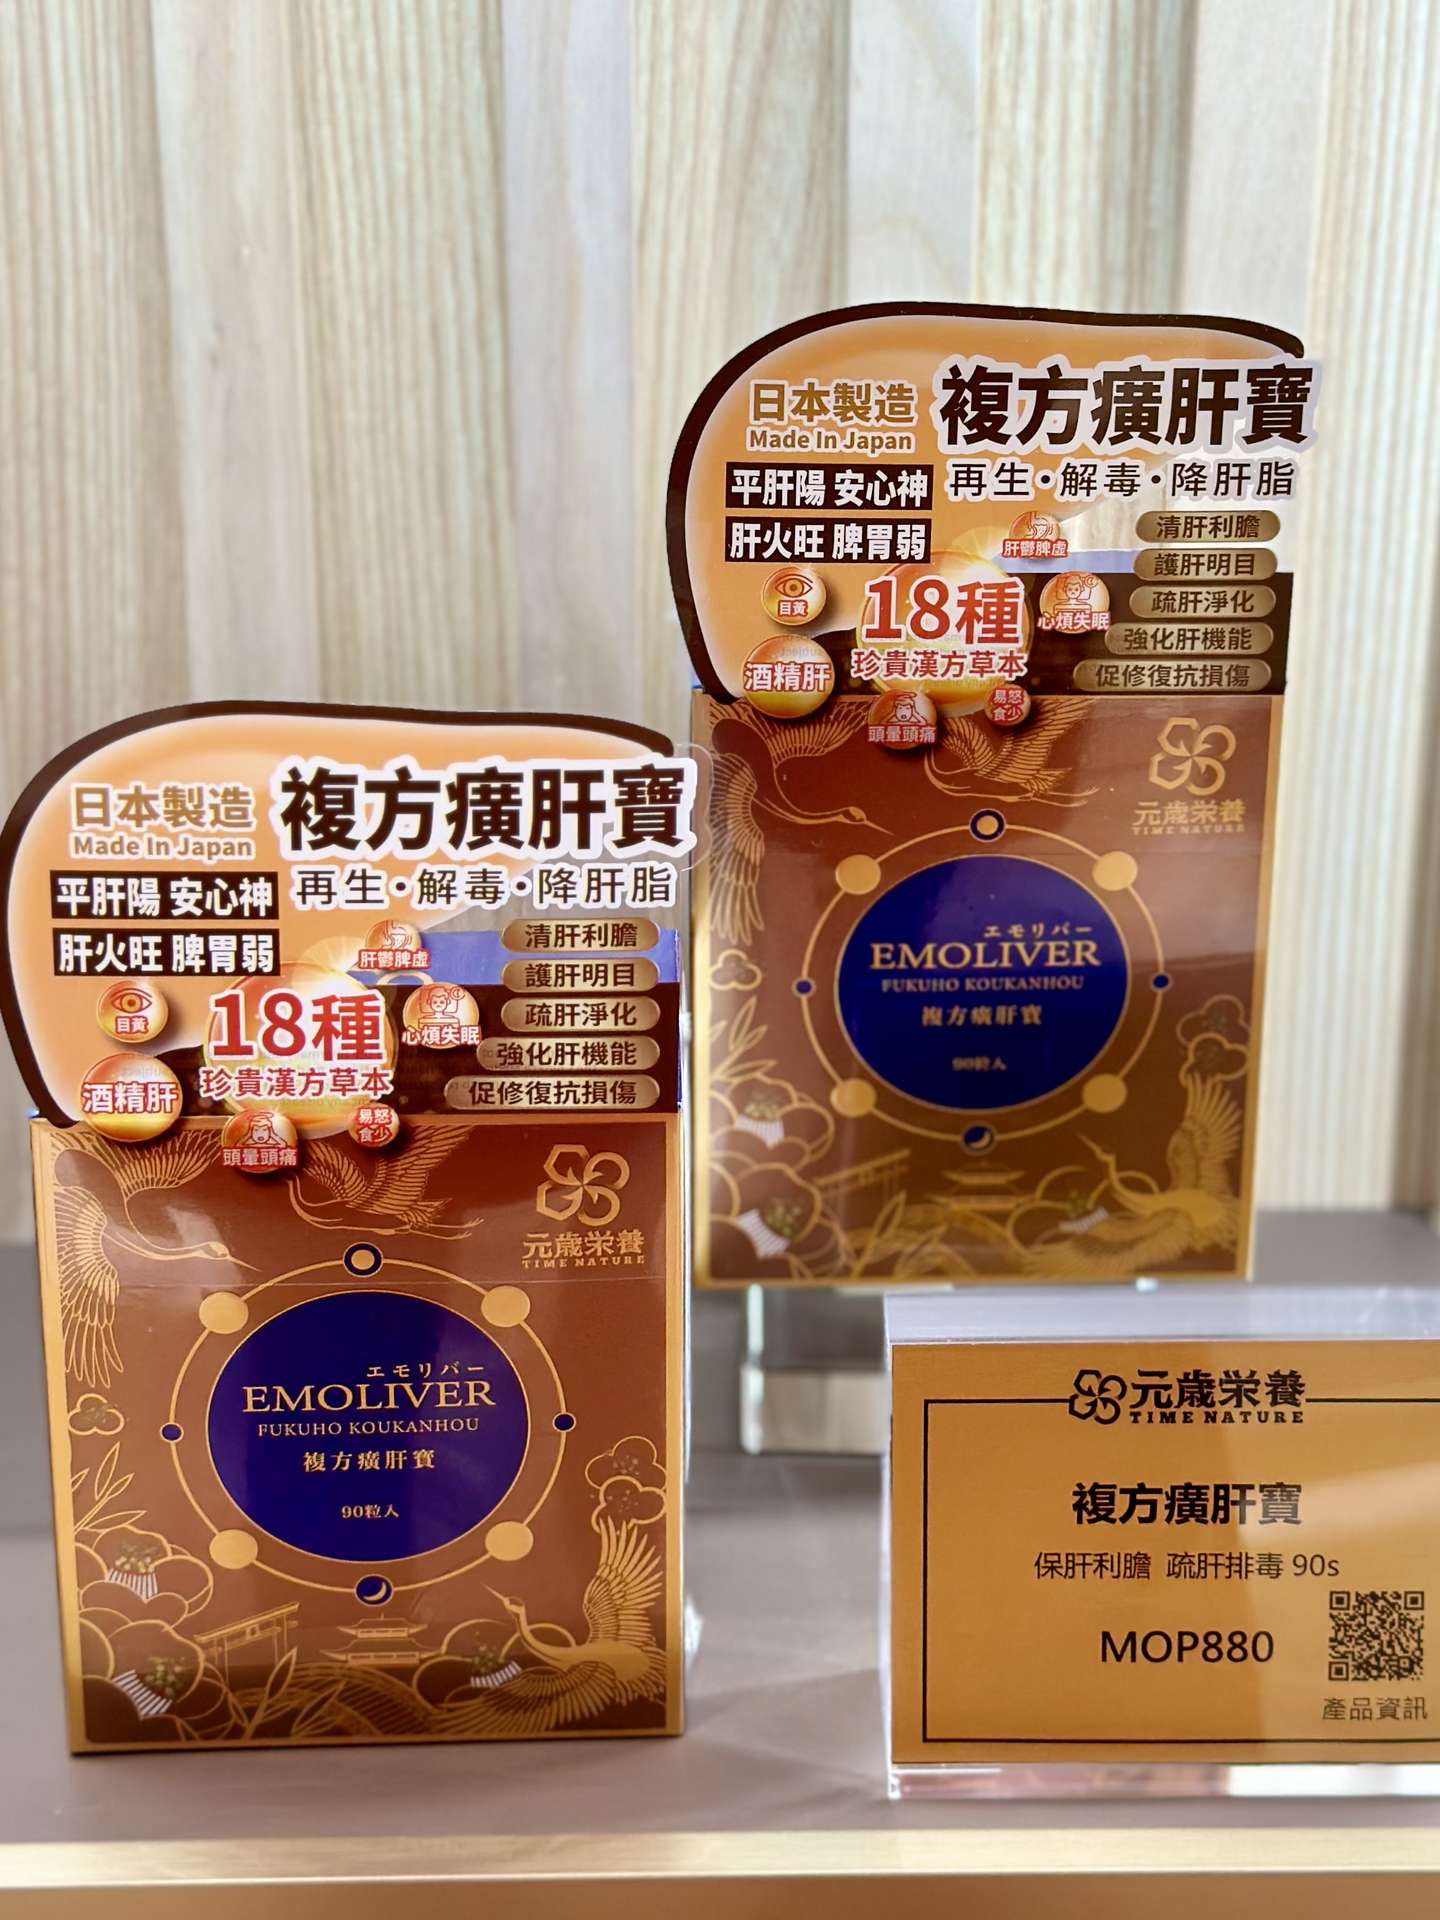 日本製造
Made In Japan
複方癀肝寶
再生·解毒·降肝脂
平肝陽 安心神
肝火旺 脾胃弱
清肝利膽
護肝明目
疏肝淨化
強化肝機能
促修復抗損傷
肝鬱脾虛
目黃
心煩失眠
18種
珍貴漢方草本
酒精肝
頭暈頭痛
易怒
食少
元歳栄養
TIME NATURE
エモリバー
EMOLIVER
FUKUHO KOUKANHOU
複方癀肝寶
90粒入
日本製造
Made In Japan
複方癀肝寶
再生·解毒·降肝脂
平肝陽 安心神
肝火旺 脾胃弱
清肝利膽
護肝明目
疏肝淨化
強化肝機能
促修復抗損傷
肝鬱脾虛
目黃
心煩失眠
18種
珍貴漢方草本
酒精肝
頭暈頭痛
易怒
食少
元歳栄養
TIME NATURE
エモリバー
EMOLIVER
FUKUHO KOUKANHOU
複方癀肝寶
90粒入
元歳栄養
TIME NATURE
複方癀肝寶
保肝利膽 疏肝排毒 90s
MOP880
產品資訊